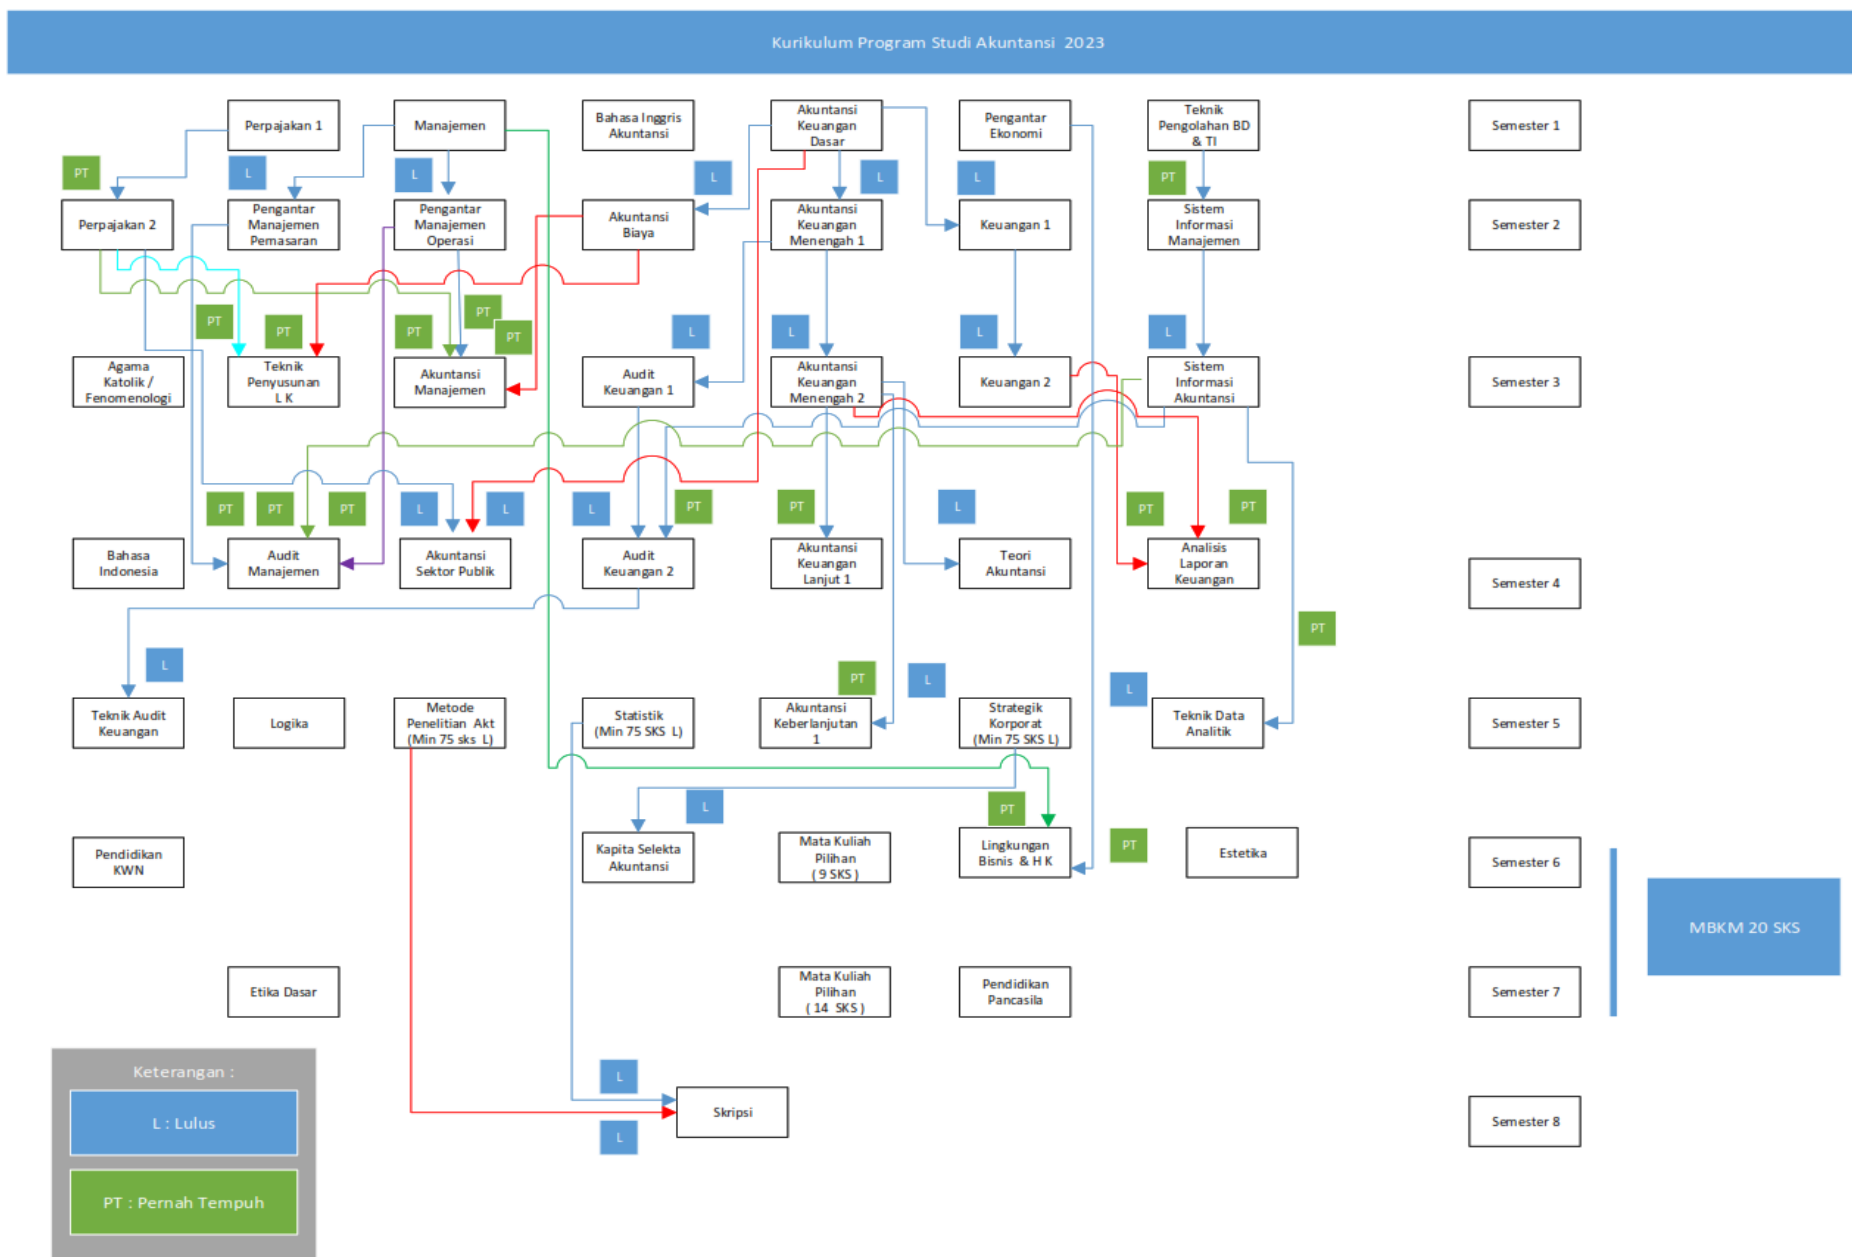 Kurikulum Program Studi Akuntansi 2023
Perpajakan 1
Manajemen
Bahasa Inggris
Akuntansi
Akuntansi
Keuangan
Dasar
Pengantar
Ekonomi
Teknik
Pengolahan BD
& TI
Semester 1
PT
L
L
L
L
L
PT
Perpajakan 2
Pengantar
Manajemen
Pemasaran
Pengantar
Manajemen
Operasi
Akuntansi
Biaya
Akuntansi
Keuangan
Menengah 1
Keuangan 1
Sistem
Informasi
Manajemen
Semester 2
PT
PT
PT
PT
PT
L
L
L
L
Agama
Katolik /
Fenomenologi
Teknik
Penyusunan
L K
Akuntansi
Manajemen
Audit
Keuangan 1
Akuntansi
Keuangan
Menengah 2
Keuangan 2
Sistem
Informasi
Akuntansi
Semester 3
PT
PT
PT
L
L
L
PT
PT
L
PT
PT
Bahasa
Indonesia
Audit
Manajemen
Akuntansi
Sektor Publik
Audit
Keuangan 2
Akuntansi
Keuangan
Lanjut 1
Teori
Akuntansi
Analisis
Laporan
Keuangan
Semester 4
PT
L
PT
L
L
Teknik Audit
Keuangan
Logika
Metode
Penelitian Akt
(Min 75 sks L)
Statistik
(Min 75 SKS L)
Akuntansi
Keberlanjutan
1
Strategik
Korporat
(Min 75 SKS L)
Teknik Data
Analitik
Semester 5
L
PT
PT
Pendidikan
KWN
Kapita Selekta
Akuntansi
Mata Kuliah
Pilihan
( 9 SKS )
Lingkungan
Bisnis & H K
Estetika
Semester 6
MBKM 20 SKS
Etika Dasar
Mata Kuliah
Pilihan
( 14 SKS )
Pendidikan
Pancasila
Semester 7
Keterangan :
L : Lulus
PT : Pernah Tempuh
L
Skripsi
L
Semester 8